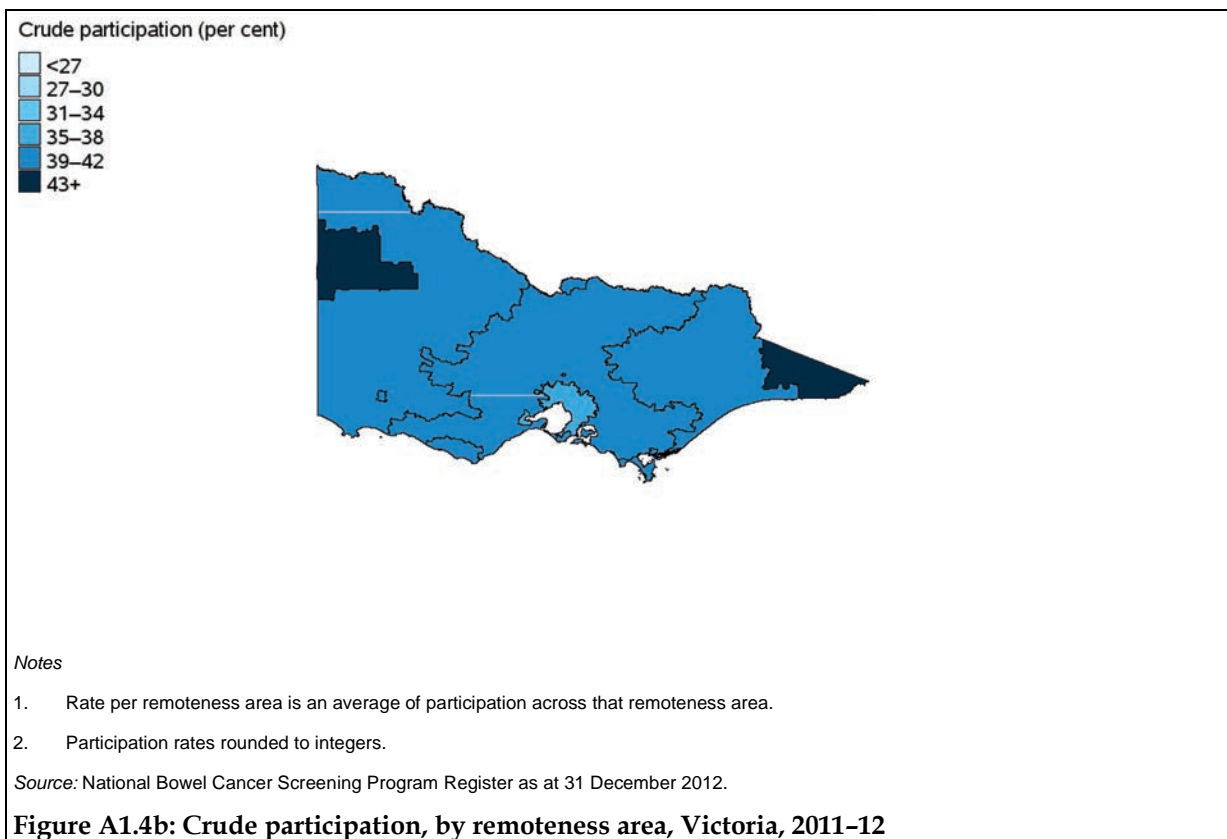 Crude participation (per cent)
<27
27–30
31–34
35–38
39–42
43+
Notes
1. Rate per remoteness area is an average of participation across that remoteness area.
2. Participation rates rounded to integers.
Source: National Bowel Cancer Screening Program Register as at 31 December 2012.
Figure A1.4b: Crude participation, by remoteness area, Victoria, 2011–12